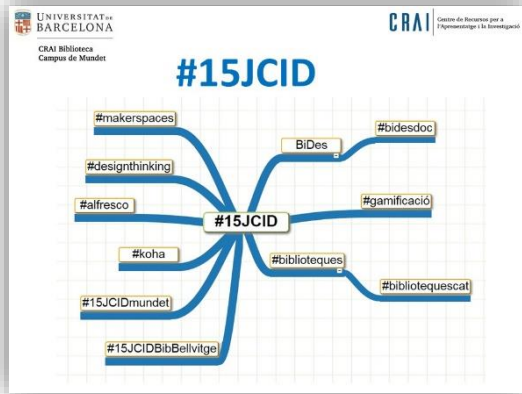 UNIVERSITAT DE
BARCELONA
CRAI Biblioteca
Campus de Mundet
CRAI
Centre de Recursos per a
l'Aprenentatge i la Investigació
#15JCID
#makerspaces
#designthinking
#alfresco
#koha
#15JCIDmundet
#15JCIDBibBellvitge
#15JCID
BiDes
#bidesdoc
#gamificació
#biblioteques
#bibliotequescat